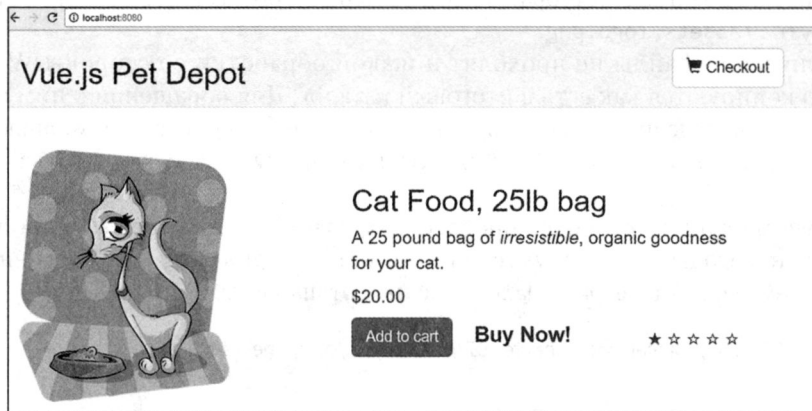 localhost:8080
Vue.js Pet Depot
Checkout
Cat Food, 25lb bag
A 25 pound bag of irresistible, organic goodness
for your cat.
$20.00
Add to cart
Buy Now!
★ ☆ ☆ ☆ ☆